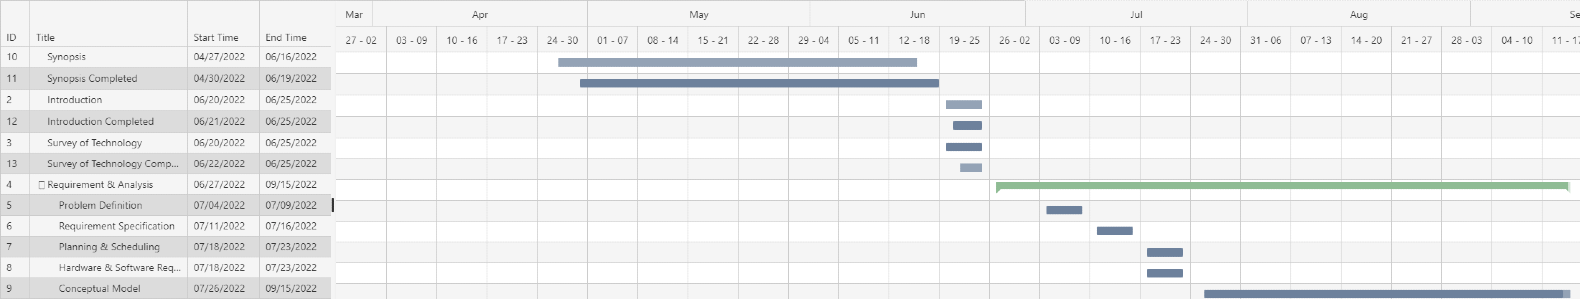 Mar Apr May Jun Jul Aug Se
ID Title Start Time End Time 27 - 02 03 - 09 10 - 16 17 - 23 24 - 30 01 - 07 08 - 14 15 - 21 22 - 28 29 - 04 05 - 11 12 - 18 19 - 25 26 - 02 03 - 09 10 - 16 17 - 23 24 - 30 31 - 06 07 - 13 14 - 20 21 - 27 28 - 03 04 - 10 11 - 17
10 Synopsis 04/27/2022 06/16/2022
11 Synopsis Completed 04/30/2022 06/19/2022
2 Introduction 06/20/2022 06/25/2022
12 Introduction Completed 06/21/2022 06/25/2022
3 Survey of Technology 06/20/2022 06/25/2022
13 Survey of Technology Comp... 06/22/2022 06/25/2022
4 Requirement & Analysis 06/27/2022 09/15/2022
5 Problem Definition 07/04/2022 07/09/2022
6 Requirement Specification 07/11/2022 07/16/2022
7 Planning & Scheduling 07/18/2022 07/23/2022
8 Hardware & Software Req... 07/18/2022 07/23/2022
9 Conceptual Model 07/26/2022 09/15/2022